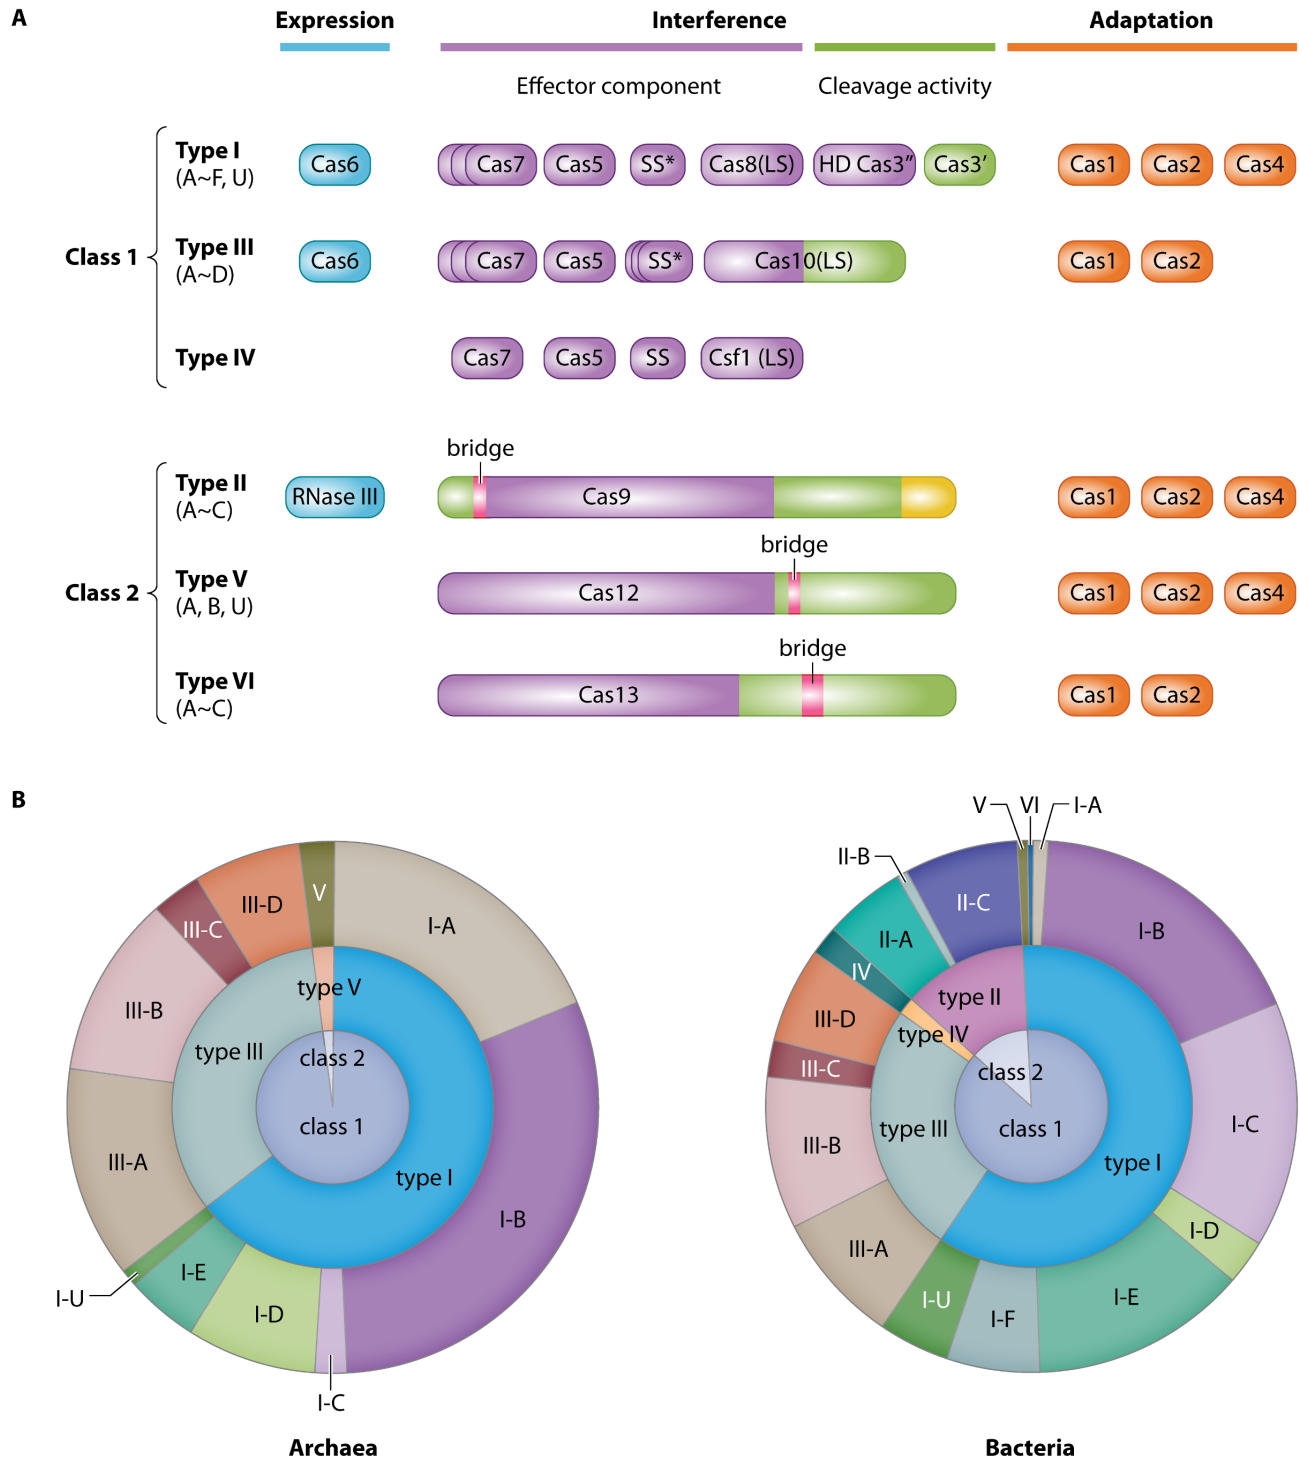 A
Expression Interference Adaptation
Effector component Cleavage activity
Class 1
Type I
(A~F, U)
Cas6 Cas7 Cas5 SS* Cas8(LS) HD Cas3″ Cas3′ Cas1 Cas2 Cas4
Type III
(A~D)
Cas6 Cas7 Cas5 SS* Cas10(LS) Cas1 Cas2
Type IV
Cas7 Cas5 SS Csf1 (LS)
Class 2
bridge
Type II
(A~C)
RNase III Cas9 Cas1 Cas2 Cas4
bridge
Type V
(A, B, U)
Cas12 Cas1 Cas2 Cas4
bridge
Type VI
(A~C)
Cas13 Cas1 Cas2
B
V
I-A
III-D
III-C
III-B
III-A
I-U
I-E
I-D
I-C
I-B
type V
type III
type I
class 2
class 1
Archaea
V
VI
I-A
II-B
II-C
I-B
II-A
IV
III-D
III-C
III-B
III-A
I-U
I-F
I-E
I-D
I-C
type II
type IV
type III
type I
class 2
class 1
Bacteria